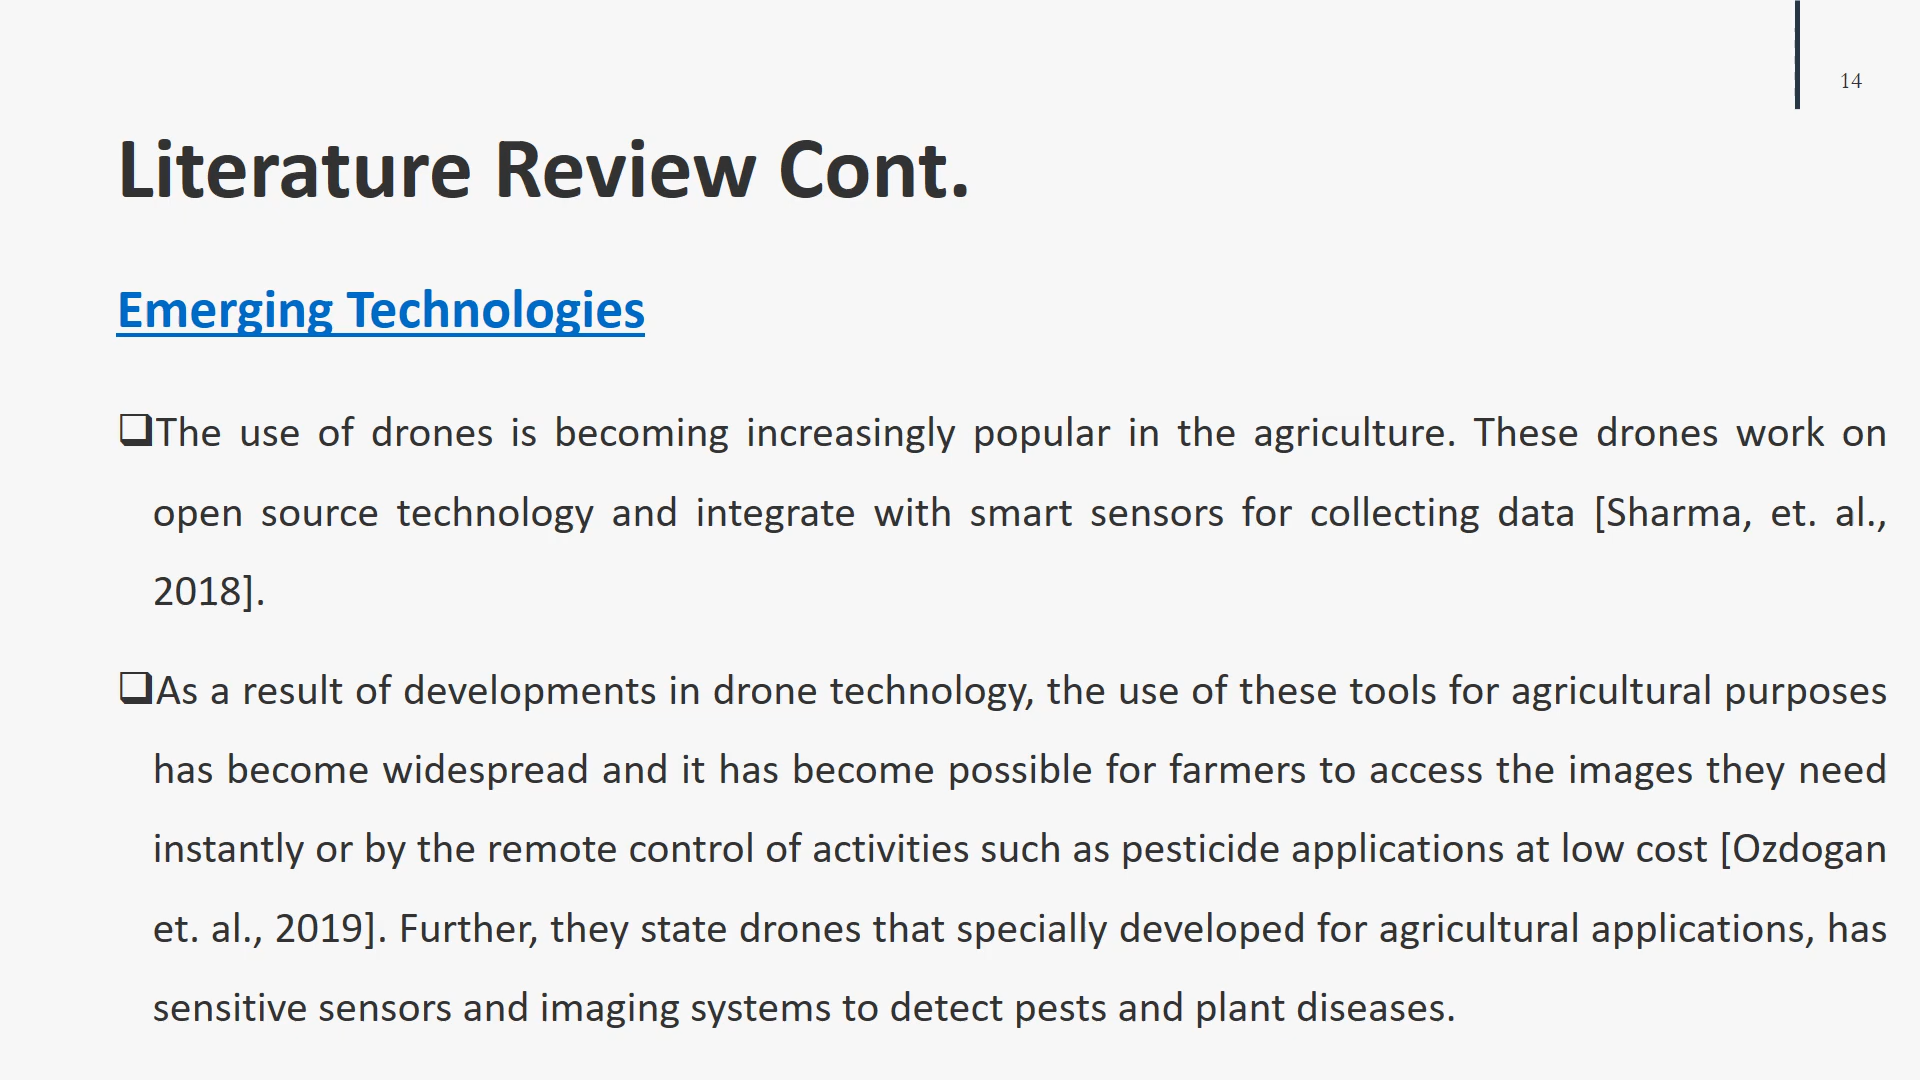 14
Literature Review Cont.
Emerging Technologies
❑The use of drones is becoming increasingly popular in the agriculture. These drones work on
open source technology and integrate with smart sensors for collecting data [Sharma, et. al.,
2018].
❑As a result of developments in drone technology, the use of these tools for agricultural purposes
has become widespread and it has become possible for farmers to access the images they need
instantly or by the remote control of activities such as pesticide applications at low cost [Ozdogan
et. al., 2019]. Further, they state drones that specially developed for agricultural applications, has
sensitive sensors and imaging systems to detect pests and plant diseases.